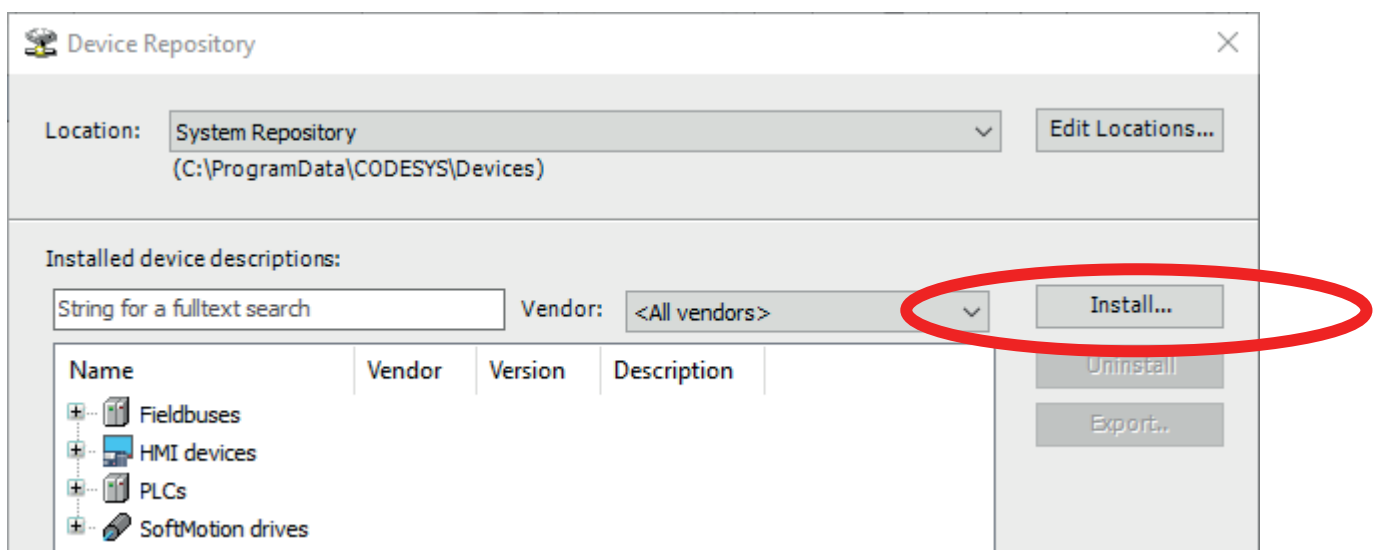 Device Repository
Location: System Repository Edit Locations...
(C:\ProgramData\CODESYS\Devices)
Installed device descriptions:
String for a fulltext search Vendor: <All vendors> Install...
Name Vendor Version Description Uninstall
Fieldbuses Export..
HMI devices
PLCs
SoftMotion drives